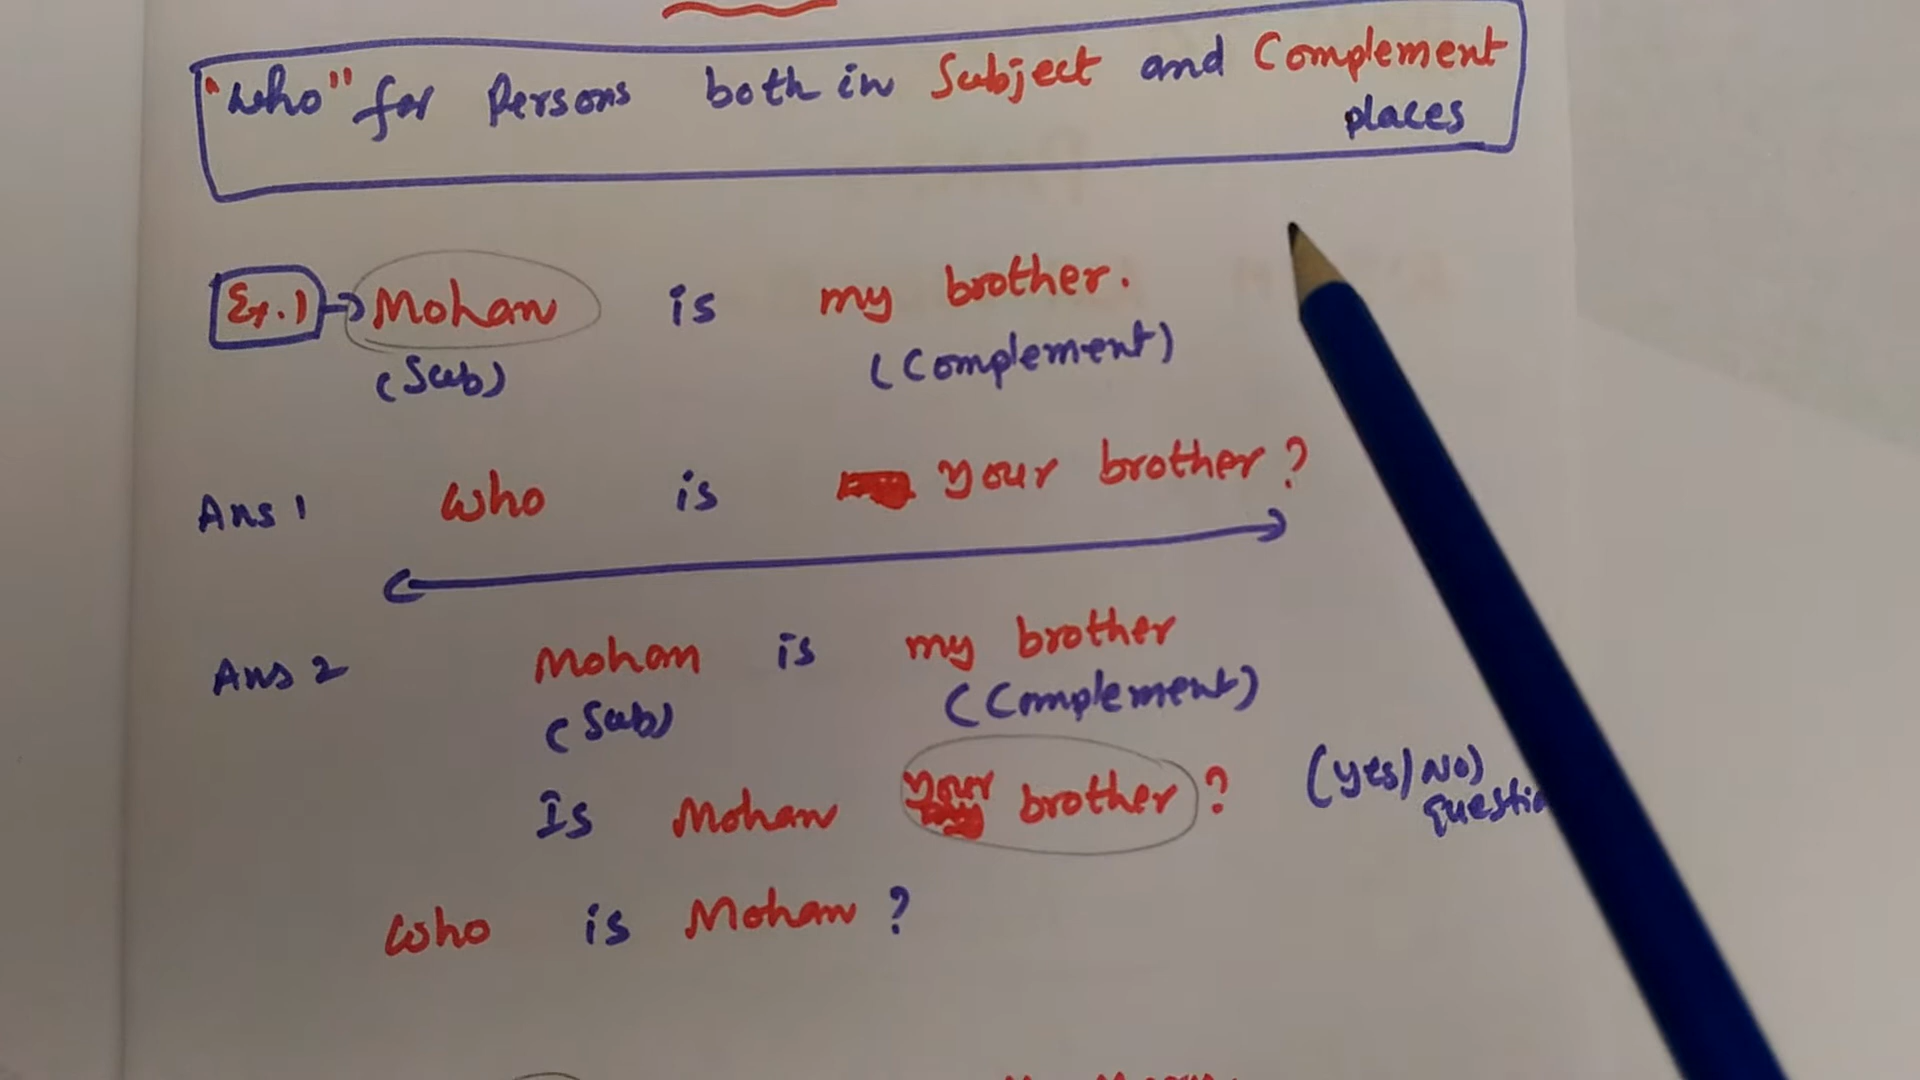 "who" for Persons both in Subject and Complement
places
Ex.1 → Mohan is my brother.
(Sub) (Complement)
Ans 1 who is your brother?
Ans 2 Mohan is my brother
(Sub) (Complement)
Is Mohan your brother? (yes/No)
who is Mohan?